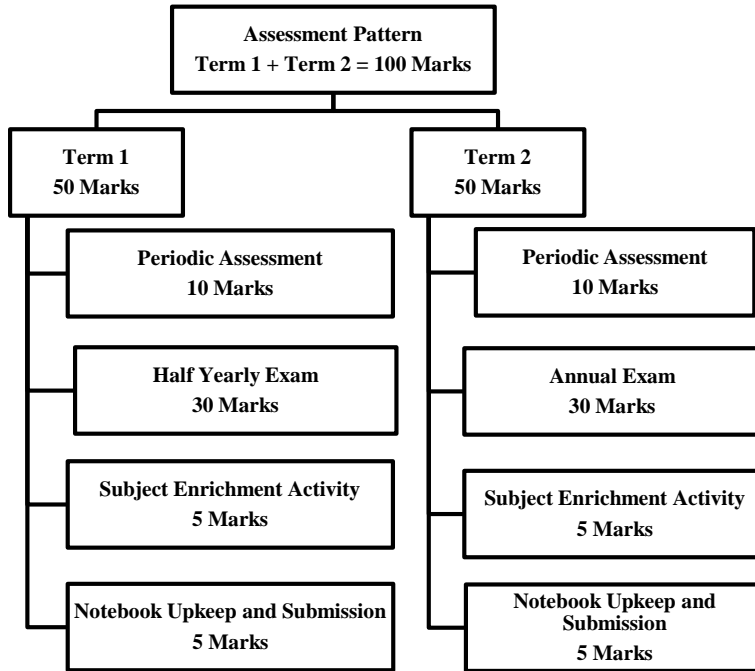 Assessment Pattern
Term 1 + Term 2 = 100 Marks
Term 1
50 Marks
Periodic Assessment
10 Marks
Half Yearly Exam
30 Marks
Subject Enrichment Activity
5 Marks
Notebook Upkeep and Submission
5 Marks
Term 2
50 Marks
Periodic Assessment
10 Marks
Annual Exam
30 Marks
Subject Enrichment Activity
5 Marks
Notebook Upkeep and
Submission
5 Marks